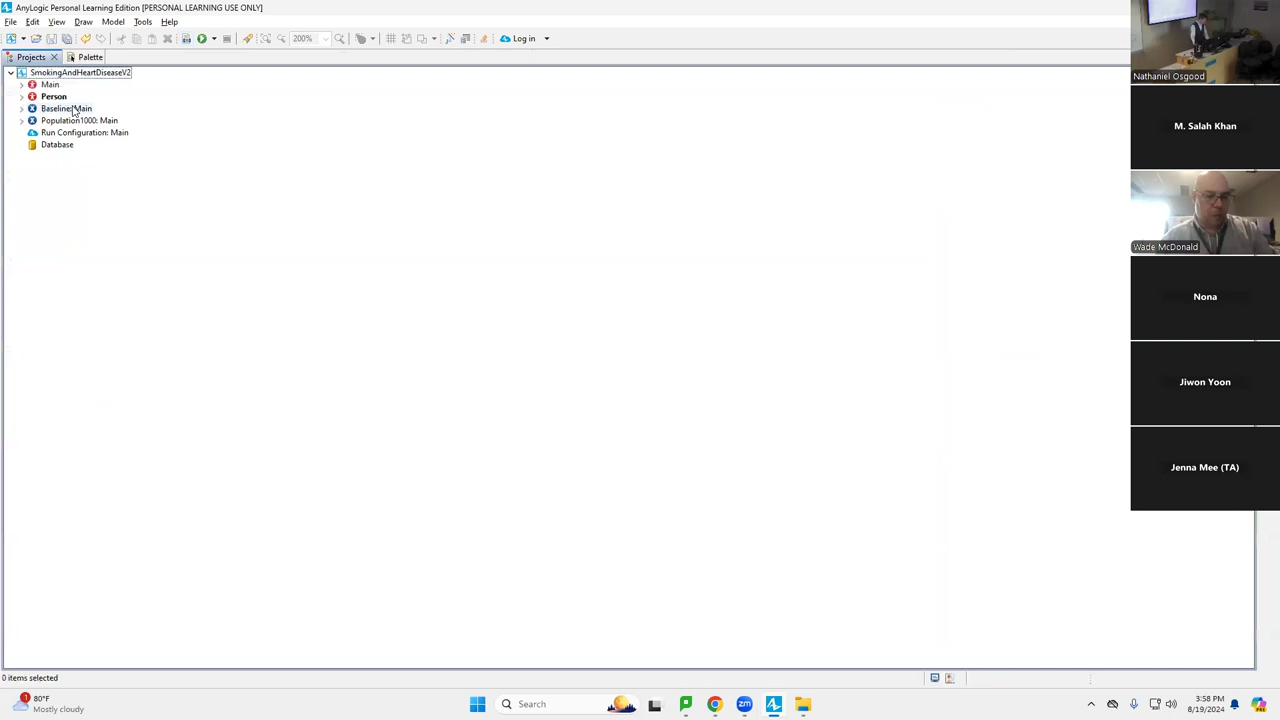 AnyLogic Personal Learning Edition [PERSONAL LEARNING USE ONLY]
File Edit View Draw Model Tools Help
200% Log in
Projects Palette
SmokingAndHeartDiseaseV2
Main
Person
Baseline: Main
Population1000: Main
Run Configuration: Main
Database
Nathaniel Osgood
M. Salah Khan
Wade McDonald
Nona
Jiwon Yoon
Jenna Mee (TA)
0 items selected
1
80°F
Mostly cloudy
Search
zm
3:58 PM
8/19/2024